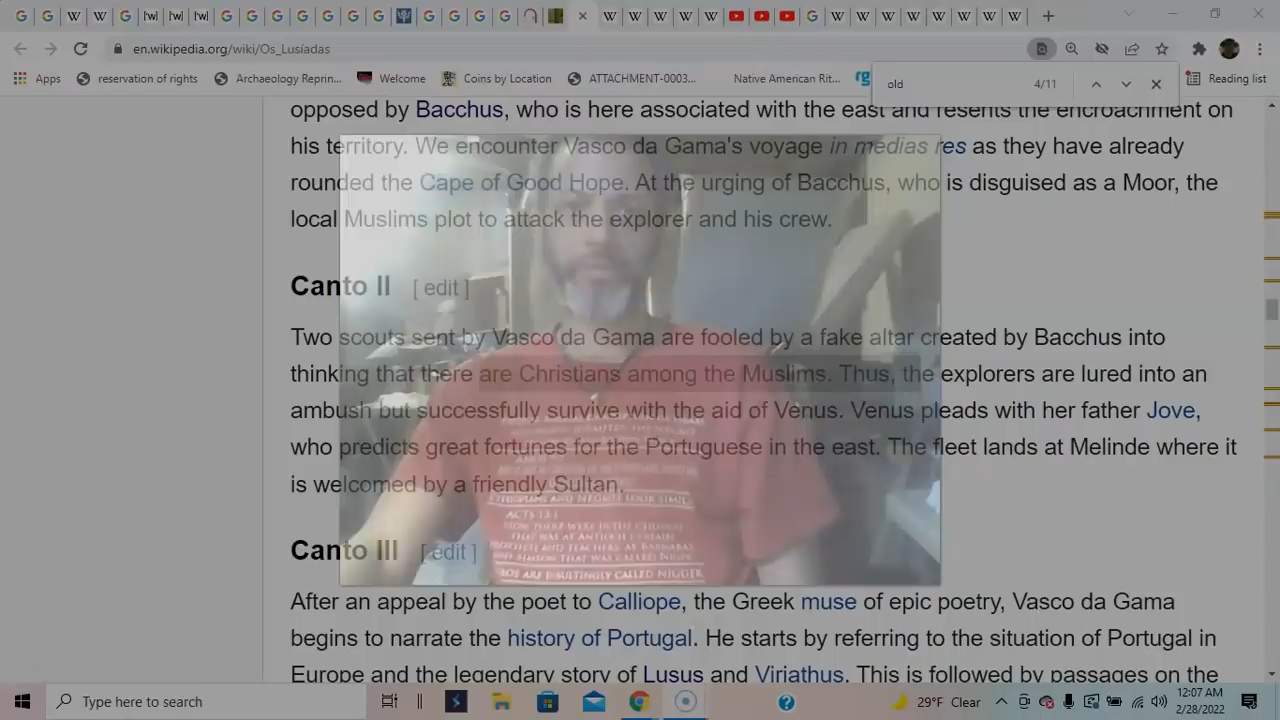 en.wikipedia.org/wiki/Os_Lusíadas
Apps
reservation of rights
Archaeology Reprin...
Welcome
Coins by Location
ATTACHMENT-0003...
Native American Rit...
Reading list
old
4/11
opposed by Bacchus, who is here associated with the east and resents the encroachment on
his territory. We encounter Vasco da Gama's voyage in medias res as they have already
rounded the Cape of Good Hope. At the urging of Bacchus, who is disguised as a Moor, the
local Muslims plot to attack the explorer and his crew.
Canto II [ edit ]
Two scouts sent by Vasco da Gama are fooled by a fake altar created by Bacchus into
thinking that there are Christians among the Muslims. Thus, the explorers are lured into an
ambush but successfully survive with the aid of Venus. Venus pleads with her father Jove,
who predicts great fortunes for the Portuguese in the east. The fleet lands at Melinde where it
is welcomed by a friendly Sultan.
ACTS 13:1
Canto III [ edit ]
After an appeal by the poet to Calliope, the Greek muse of epic poetry, Vasco da Gama
begins to narrate the history of Portugal. He starts by referring to the situation of Portugal in
Europe and the legendary story of Lusus and Viriathus. This is followed by passages on the
Type here to search
29°F Clear
12:07 AM
2/28/2022